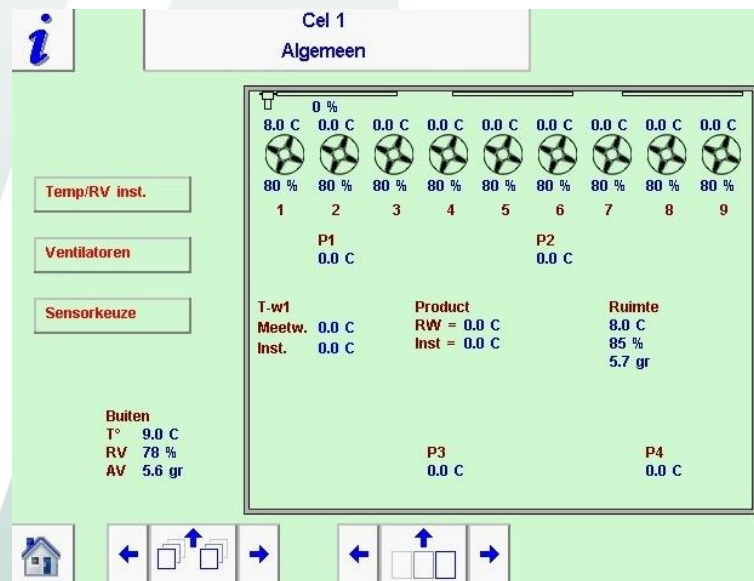 i
Cel 1
Algemeen
0 %
8.0 C 0.0 C 0.0 C 0.0 C 0.0 C 0.0 C 0.0 C 0.0 C 0.0 C
80 % 80 % 80 % 80 % 80 % 80 % 80 % 80 % 80 %
1 2 3 4 5 6 7 8 9
Temp/RV inst.
Ventilatoren
Sensorkeuze
P1 P2
0.0 C 0.0 C
T-w1 Product Ruimte
Meetw. 0.0 C RW = 0.0 C 8.0 C
Inst. 0.0 C Inst = 0.0 C 85 %
5.7 gr
Buiten
T° 9.0 C
RV 78 %
AV 5.6 gr
P3 P4
0.0 C 0.0 C